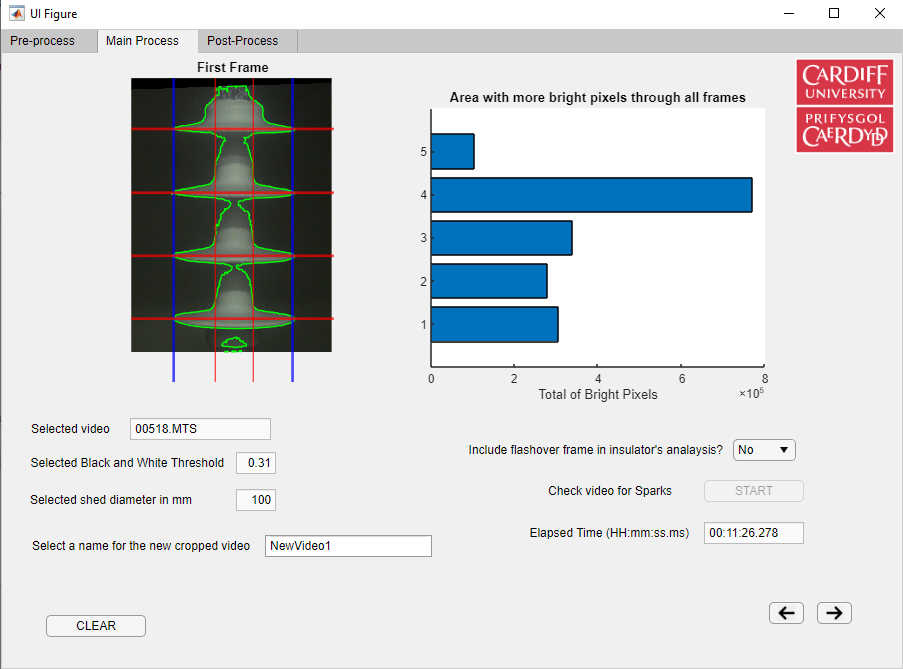 UI Figure
Pre-process
Main Process
Post-Process
First Frame
CARDIFF
UNIVERSITY
PRIFYSGOL
CAERDYDD
Area with more bright pixels through all frames
5
4
3
2
1
0 2 4 6 8
×10⁵
Total of Bright Pixels
Selected video
00518.MTS
Selected Black and White Threshold
0.31
Selected shed diameter in mm
100
Select a name for the new cropped video
NewVideo1
Include flashover frame in insulator's analaysis?
No
Check video for Sparks
START
Elapsed Time (HH:mm:ss.ms)
00:11:26.278
CLEAR